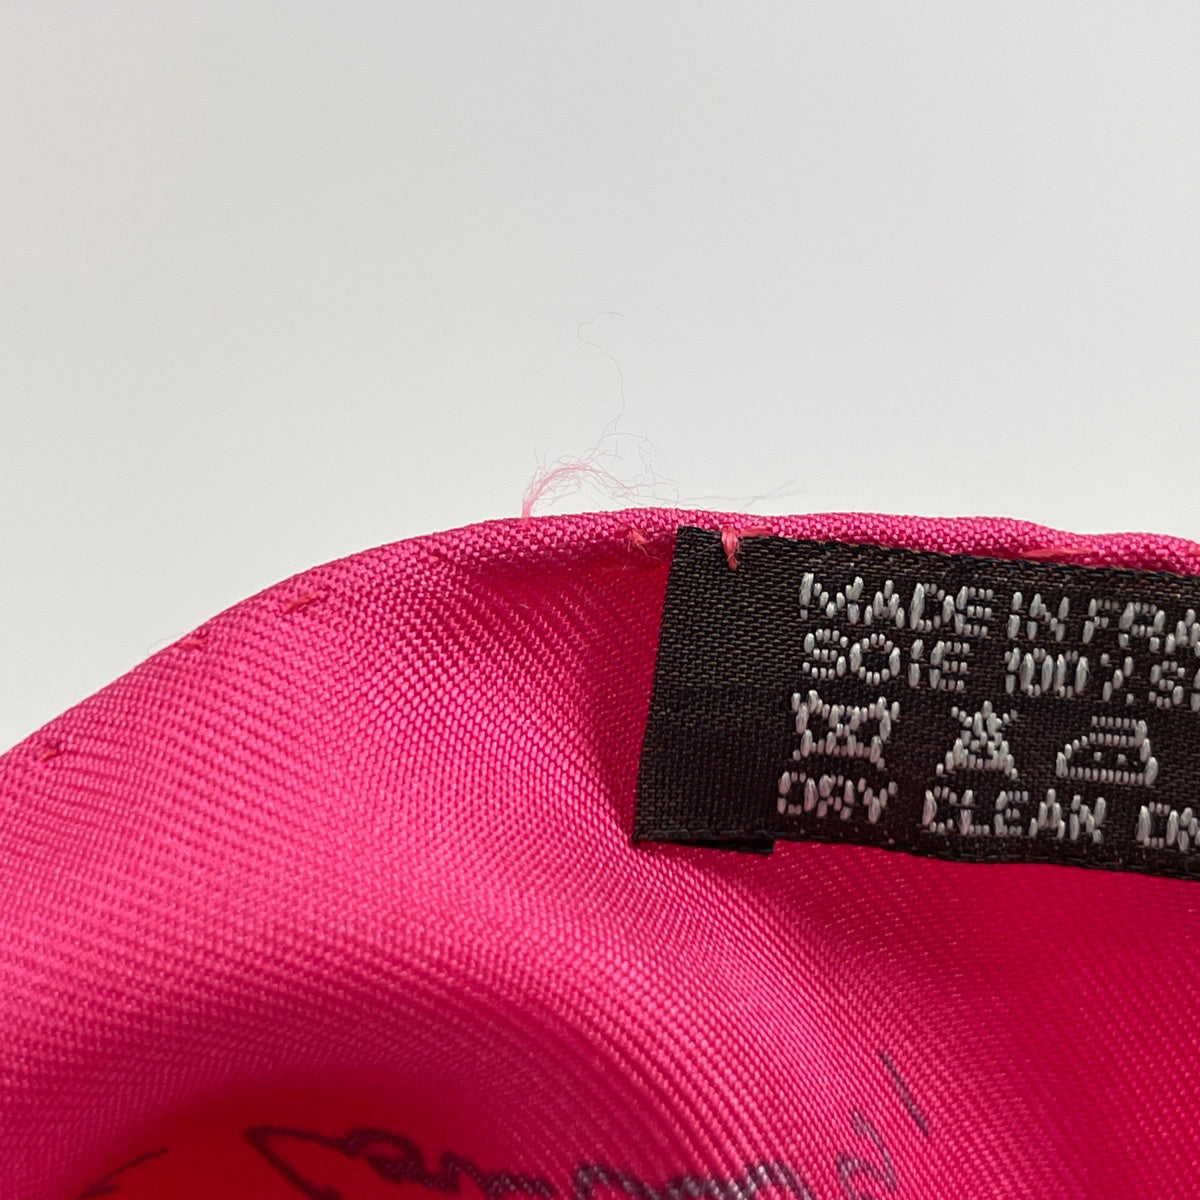 MADE IN FRA
SOIE 100% SI
DRY CLEAN ON